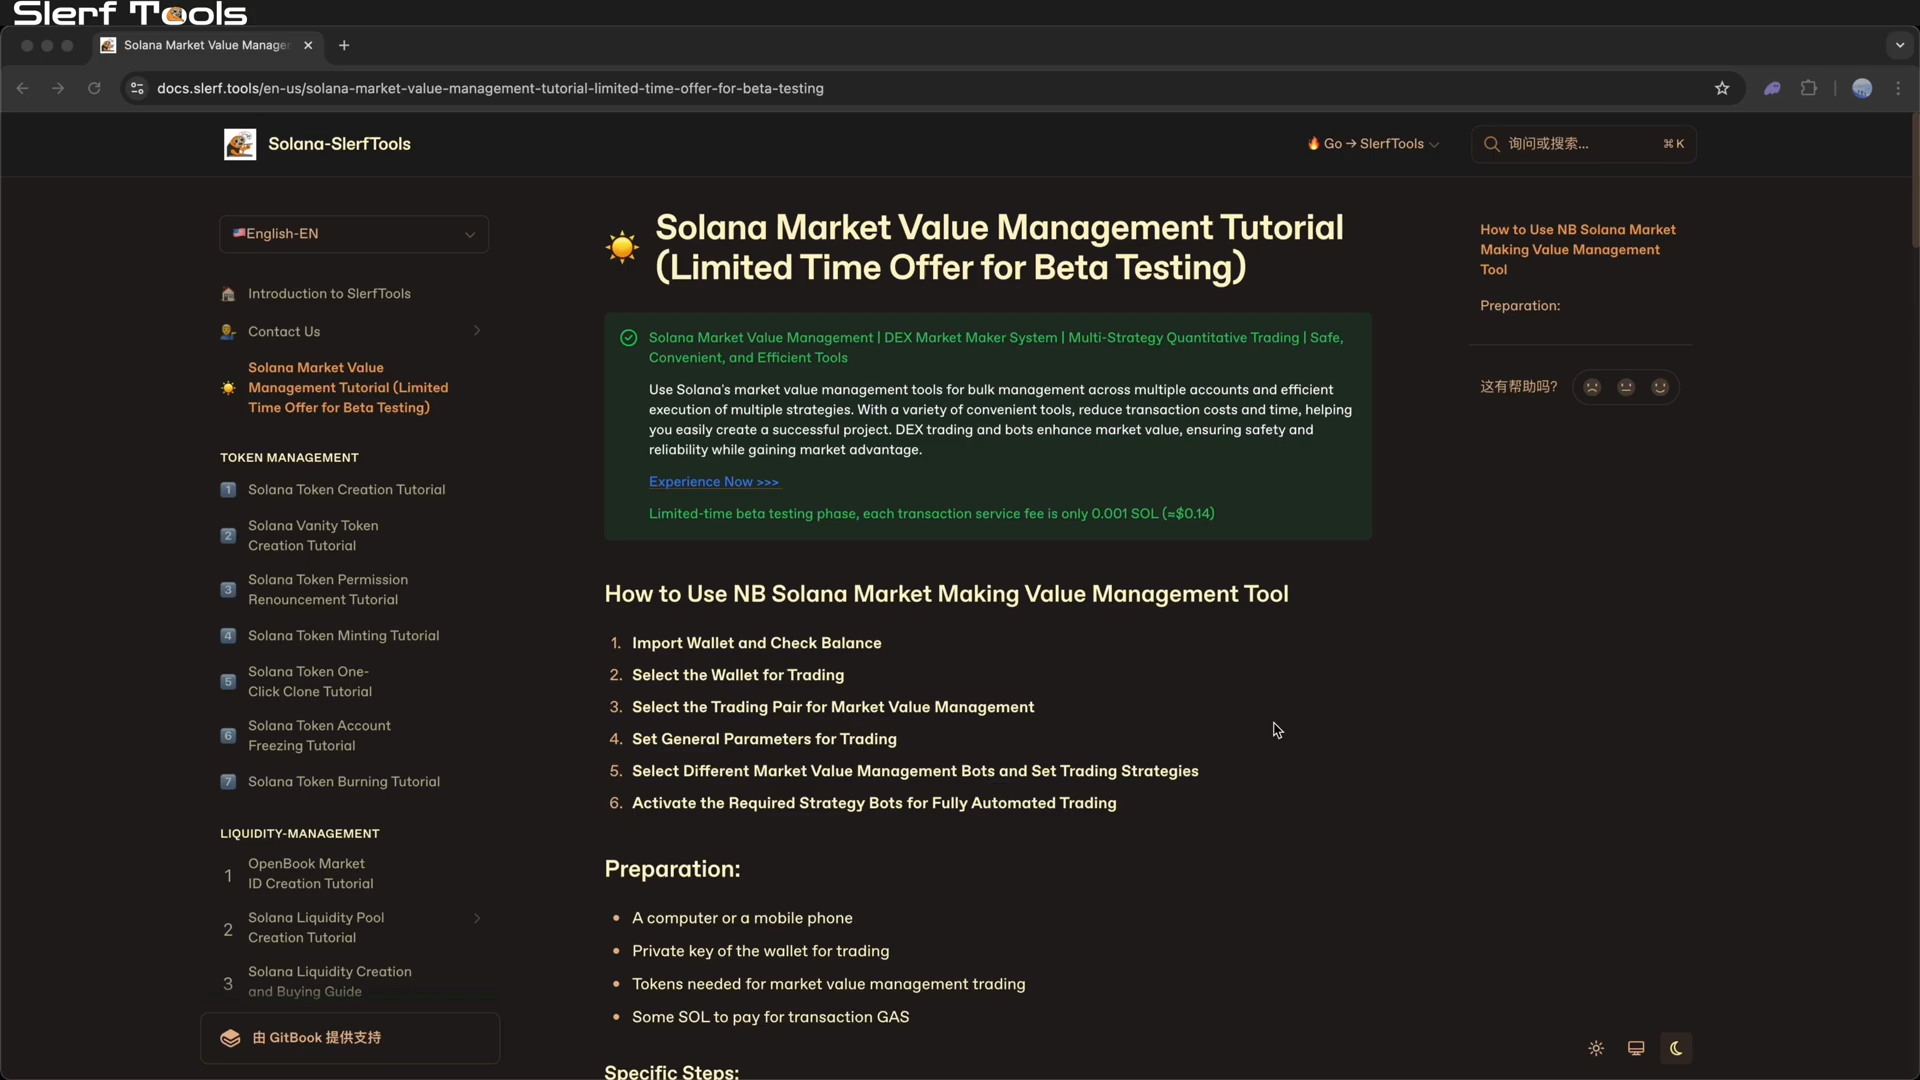 Slerf Tools
Solana Market Value Manage
docs.slerf.tools/en-us/solana-market-value-management-tutorial-limited-time-offer-for-beta-testing
Solana-SlerfTools
Go → SlerfTools
询问或搜索...
⌘K
English-EN
Introduction to SlerfTools
Contact Us
Solana Market Value
Management Tutorial (Limited
Time Offer for Beta Testing)
TOKEN MANAGEMENT
1 Solana Token Creation Tutorial
2 Solana Vanity Token
Creation Tutorial
3 Solana Token Permission
Renouncement Tutorial
4 Solana Token Minting Tutorial
5 Solana Token One-
Click Clone Tutorial
6 Solana Token Account
Freezing Tutorial
7 Solana Token Burning Tutorial
LIQUIDITY-MANAGEMENT
1 OpenBook Market
ID Creation Tutorial
2 Solana Liquidity Pool
Creation Tutorial
3 Solana Liquidity Creation
and Buying Guide
由 GitBook 提供支持
Solana Market Value Management Tutorial
(Limited Time Offer for Beta Testing)
Solana Market Value Management | DEX Market Maker System | Multi-Strategy Quantitative Trading | Safe,
Convenient, and Efficient Tools
Use Solana's market value management tools for bulk management across multiple accounts and efficient
execution of multiple strategies. With a variety of convenient tools, reduce transaction costs and time, helping
you easily create a successful project. DEX trading and bots enhance market value, ensuring safety and
reliability while gaining market advantage.
Experience Now >>>
Limited-time beta testing phase, each transaction service fee is only 0.001 SOL (≈$0.14)
How to Use NB Solana Market Making Value Management Tool
1. Import Wallet and Check Balance
2. Select the Wallet for Trading
3. Select the Trading Pair for Market Value Management
4. Set General Parameters for Trading
5. Select Different Market Value Management Bots and Set Trading Strategies
6. Activate the Required Strategy Bots for Fully Automated Trading
Preparation:
• A computer or a mobile phone
• Private key of the wallet for trading
• Tokens needed for market value management trading
• Some SOL to pay for transaction GAS
Specific Steps:
How to Use NB Solana Market
Making Value Management
Tool
Preparation:
这有帮助吗?